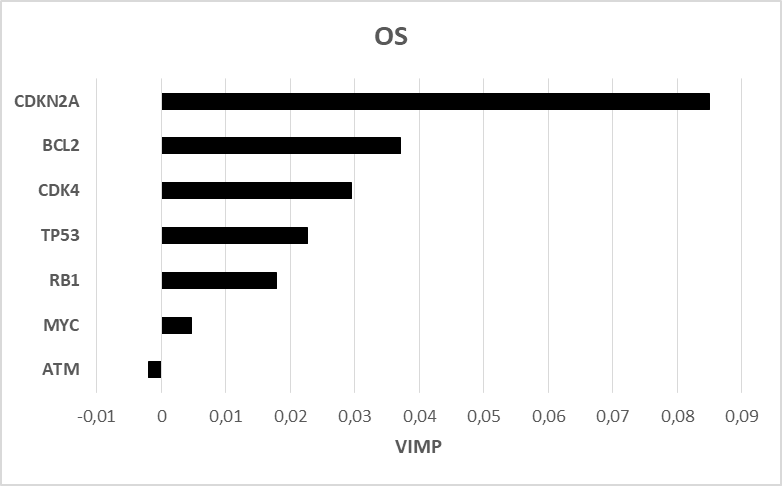 OS
CDKN2A
BCL2
CDK4
TP53
RB1
MYC
ATM
-0,01 0 0,01 0,02 0,03 0,04 0,05 0,06 0,07 0,08 0,09
VIMP